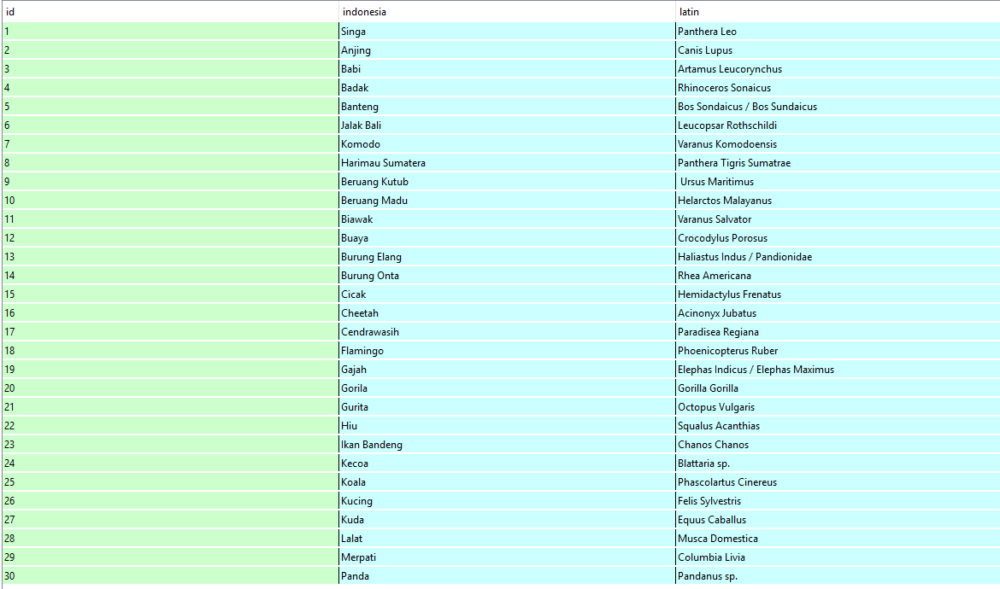 id indonesia latin
1 Singa Panthera Leo
2 Anjing Canis Lupus
3 Babi Artamus Leucorynchus
4 Badak Rhinoceros Sonaicus
5 Banteng Bos Sondaicus / Bos Sundaicus
6 Jalak Bali Leucopsar Rothschildi
7 Komodo Varanus Komodoensis
8 Harimau Sumatera Panthera Tigris Sumatrae
9 Beruang Kutub Ursus Maritimus
10 Beruang Madu Helarctos Malayanus
11 Biawak Varanus Salvator
12 Buaya Crocodylus Porosus
13 Burung Elang Haliastus Indus / Pandionidae
14 Burung Onta Rhea Americana
15 Cicak Hemidactylus Frenatus
16 Cheetah Acinonyx Jubatus
17 Cendrawasih Paradisea Regiana
18 Flamingo Phoenicopterus Ruber
19 Gajah Elephas Indicus / Elephas Maximus
20 Gorila Gorilla Gorilla
21 Gurita Octopus Vulgaris
22 Hiu Squalus Acanthias
23 Ikan Bandeng Chanos Chanos
24 Kecoa Blattaria sp.
25 Koala Phascolartus Cinereus
26 Kucing Felis Sylvestris
27 Kuda Equus Caballus
28 Lalat Musca Domestica
29 Merpati Columbia Livia
30 Panda Pandanus sp.